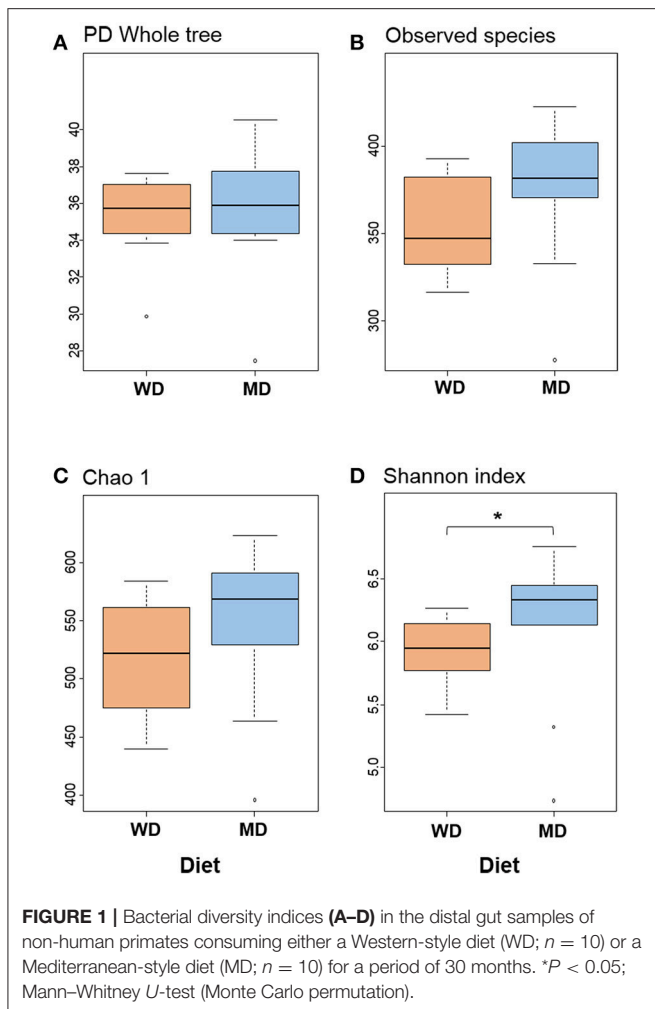 A PD Whole tree
40
38
36
34
32
30
28
WD MD
B Observed species
400
350
300
WD MD
C Chao 1
600
550
500
450
400
WD MD
Diet
D Shannon index
*
6.5
6.0
5.5
5.0
WD MD
Diet
FIGURE 1 | Bacterial diversity indices (A–D) in the distal gut samples of
non-human primates consuming either a Western-style diet (WD; n = 10) or a
Mediterranean-style diet (MD; n = 10) for a period of 30 months. *P < 0.05;
Mann–Whitney U-test (Monte Carlo permutation).